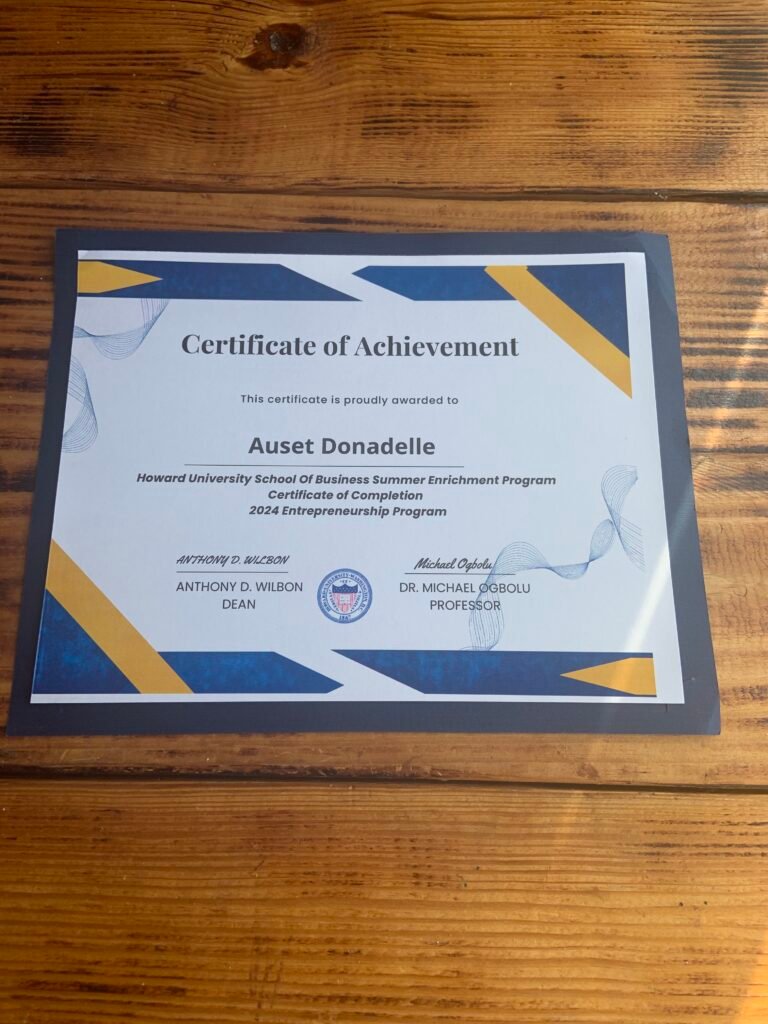 Certificate of Achievement
This certificate is proudly awarded to
Auset Donadelle
Howard University School Of Business Summer Enrichment Program
Certificate of Completion
2024 Entrepreneurship Program
ANTHONY D. WILBON
Michael Ogbolu
ANTHONY D. WILBON
DEAN
DR. MICHAEL OGBOLU
PROFESSOR